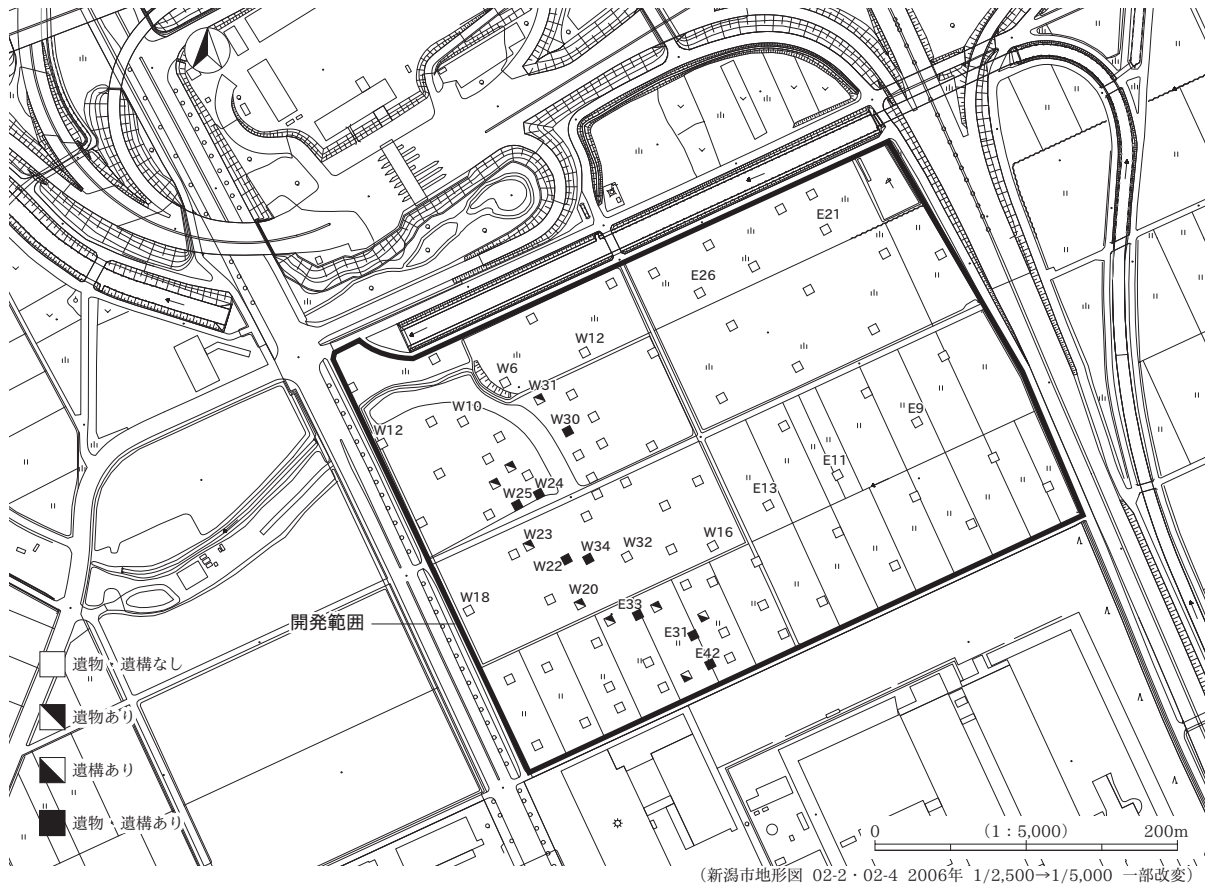 E21
E26
W12
W6
W31
W10
W30
E9
W12
E11
W24
W25
E13
W23
W16
W34
W32
W22
W20
W18
E33
開発範囲
E31
E42
遺物・遺構なし
遺物あり
遺構あり
遺物・遺構あり
0 (1:5,000) 200m
(新潟市地形図 02-2・02-4 2006年 1/2,500→1/5,000 一部改変)